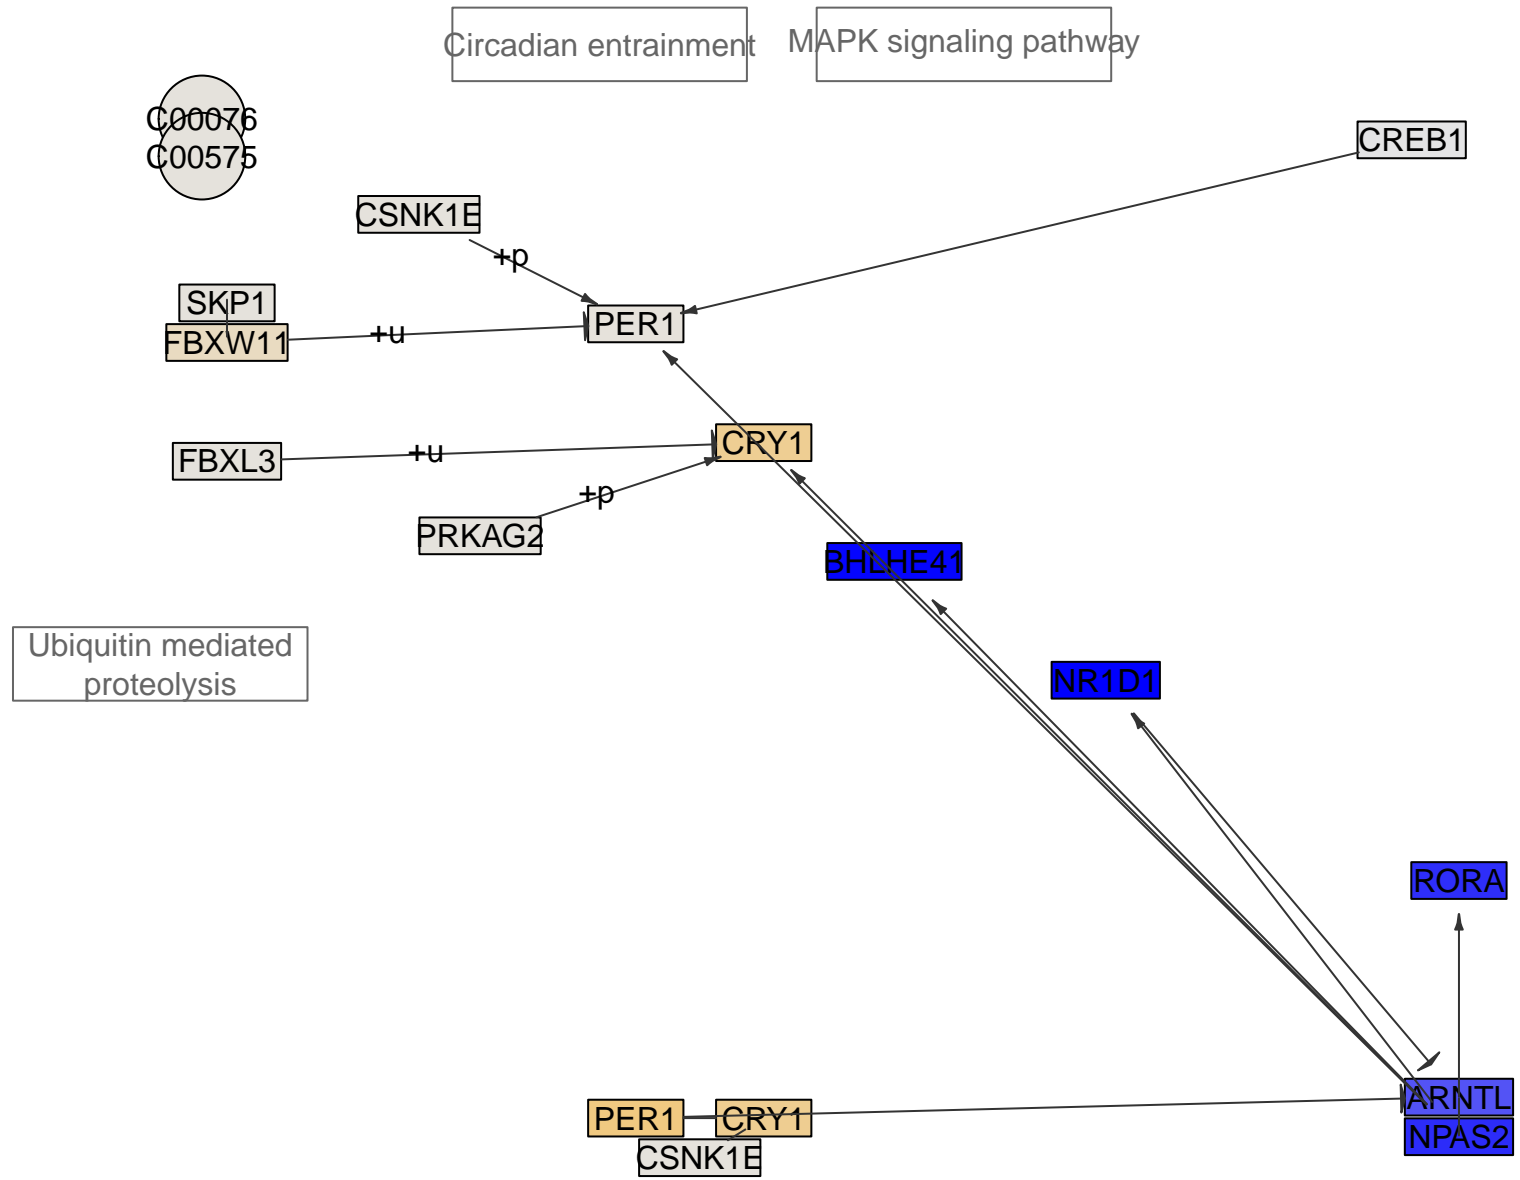 Circadian entrainment
MAPK signaling pathway
C00076
C00575
CREB1
CSNK1E
+p
SKP1
FBXW11
+u
PER1
CRY1
FBXL3
+u
+p
PRKAG2
BHLHE41
Ubiquitin mediated
proteolysis
NR1D1
RORA
ARNTL
NPAS2
PER1
CRY1
CSNK1E